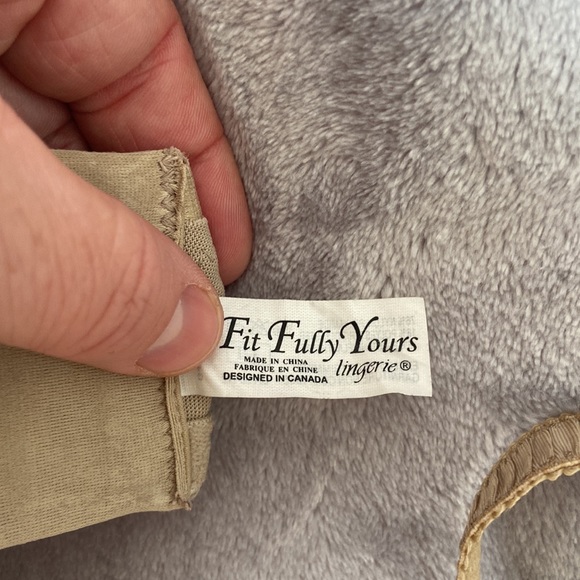 Fit Fully Yours
lingerie®
MADE IN CHINA
FABRIQUE EN CHINE
DESIGNED IN CANADA